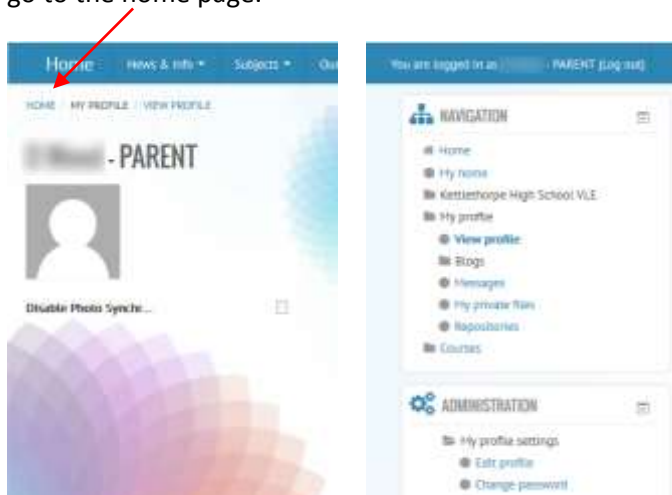 go to the home page.
Home News & Info Subjects Our
HOME / MY PROFILE / VIEW PROFILE
- PARENT
Disable Photo Synchr...
You are logged in as - PARENT (Log out)
NAVIGATION
Home
My home
Kettlethorpe High School VLE
My profile
View profile
Blogs
Messages
My private files
Repositories
Courses
ADMINISTRATION
My profile settings
Edit profile
Change password